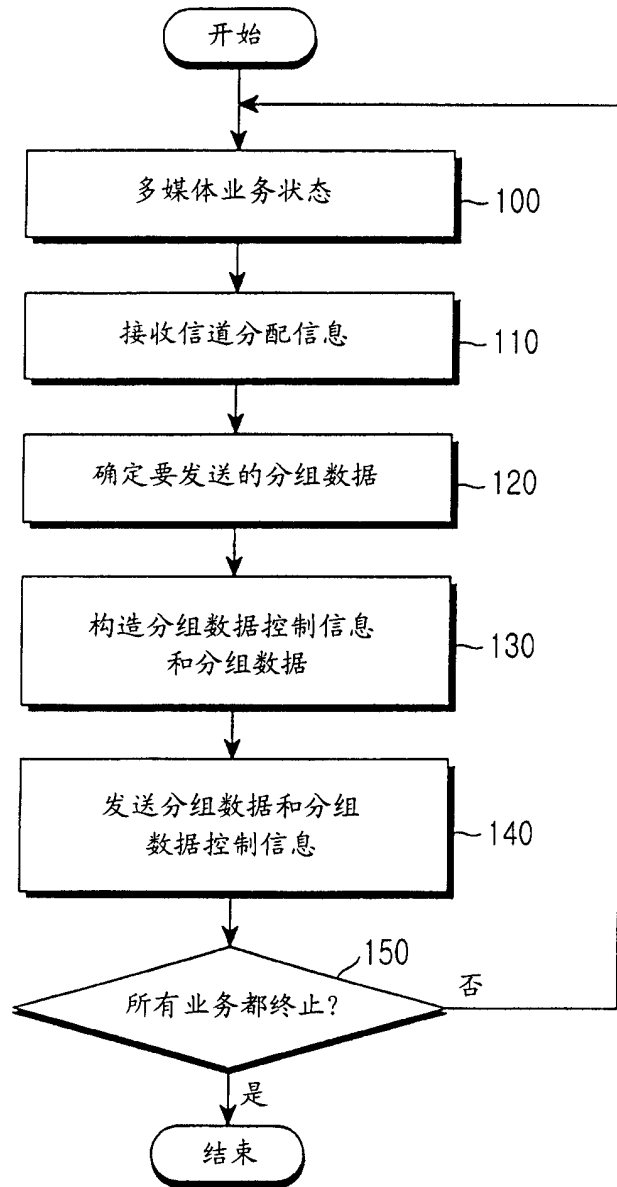 开始
多媒体业务状态
100
接收信道分配信息
110
确定要发送的分组数据
120
构造分组数据控制信息
和分组数据
130
发送分组数据和分组
数据控制信息
140
150
所有业务都终止?
否
是
结束